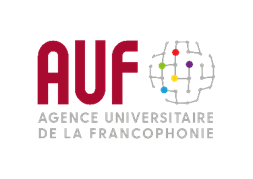 AUF
AGENCE UNIVERSITAIRE
DE LA FRANCOPHONIE